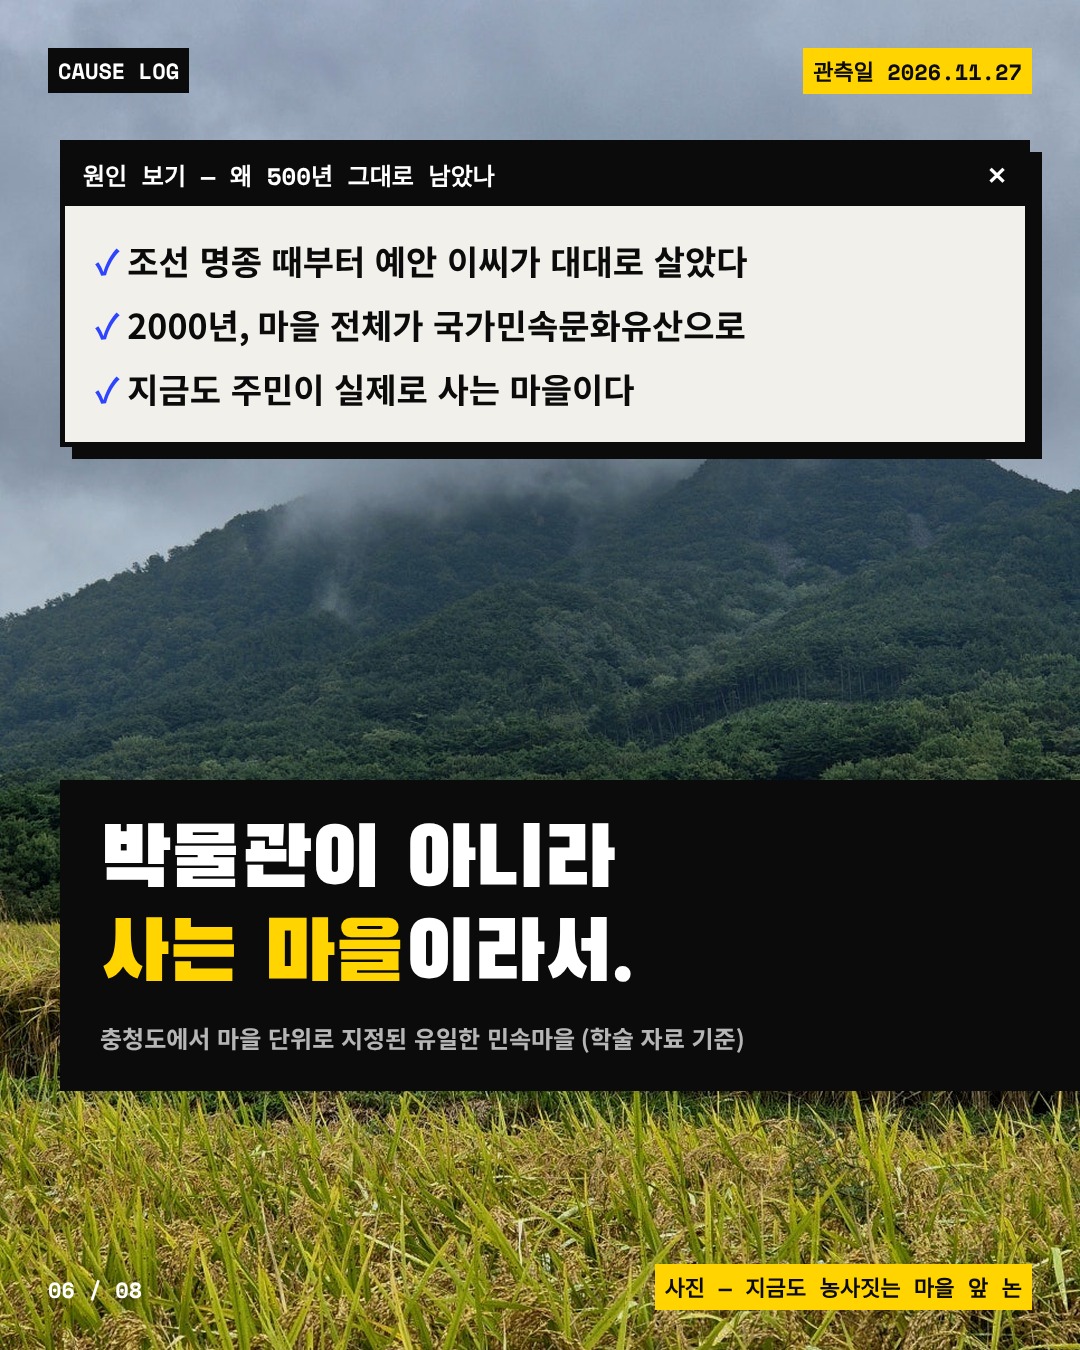 CAUSE LOG
관측일 2026.11.27
원인 보기 — 왜 500년 그대로 남았나 ×
✓ 조선 명종 때부터 예안 이씨가 대대로 살았다
✓ 2000년, 마을 전체가 국가민속문화유산으로
✓ 지금도 주민이 실제로 사는 마을이다
박물관이 아니라
사는 마을이라서.
충청도에서 마을 단위로 지정된 유일한 민속마을 (학술 자료 기준)
06 / 08
사진 — 지금도 농사짓는 마을 앞 논